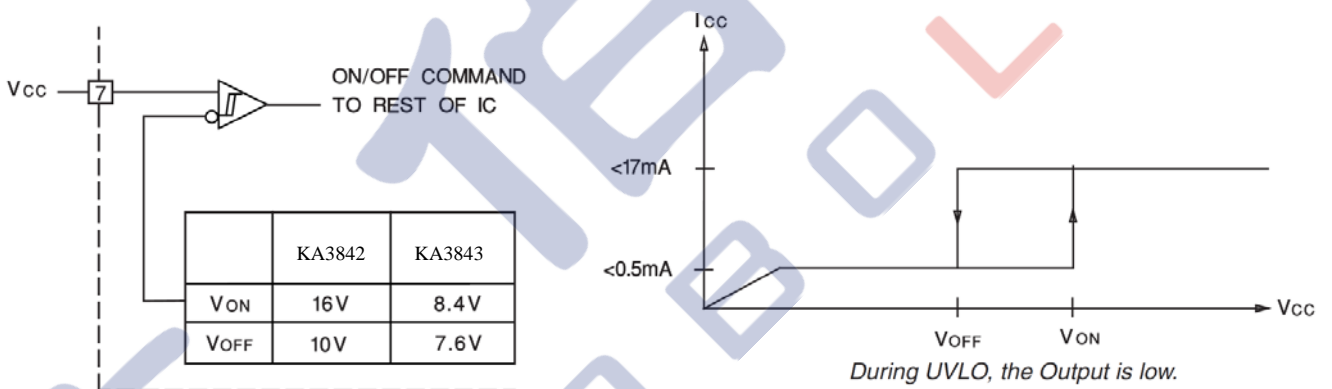 Vcc
7
ON/OFF COMMAND
TO REST OF IC
KA3842 KA3843
VON 16V 8.4V
VOFF 10V 7.6V
Icc
<17mA
<0.5mA
VOFF VON
Vcc
During UVLO, the Output is low.